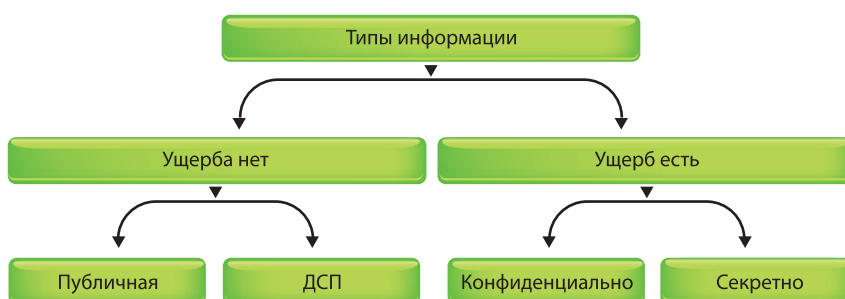 Типы информации
Ущерба нет
Ущерб есть
Публичная
ДСП
Конфиденциально
Секретно